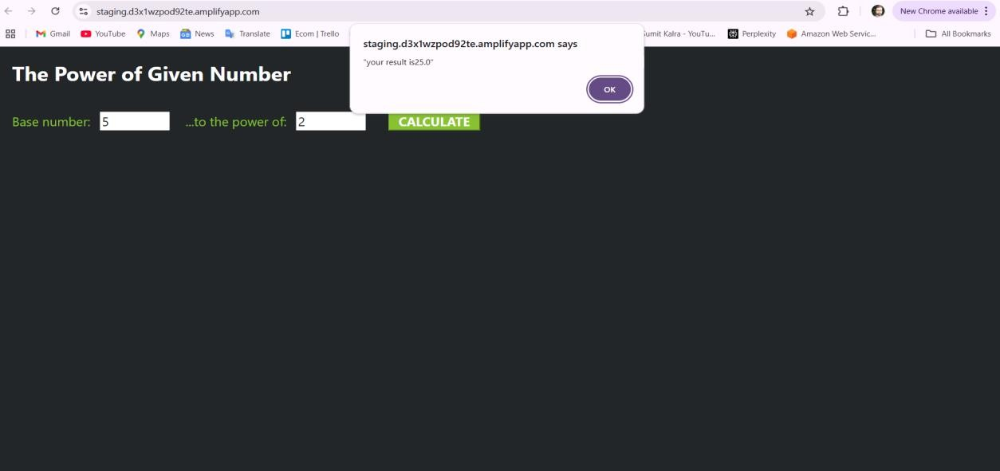 staging.d3x1wzpod92te.amplifyapp.com
New Chrome available
Gmail YouTube Maps News Translate Ecom | Trello Sumit Kalra - YouTu... Perplexity Amazon Web Servic... All Bookmarks
staging.d3x1wzpod92te.amplifyapp.com says
"your result is25.0"
OK
The Power of Given Number
Base number: 5 ...to the power of: 2 CALCULATE